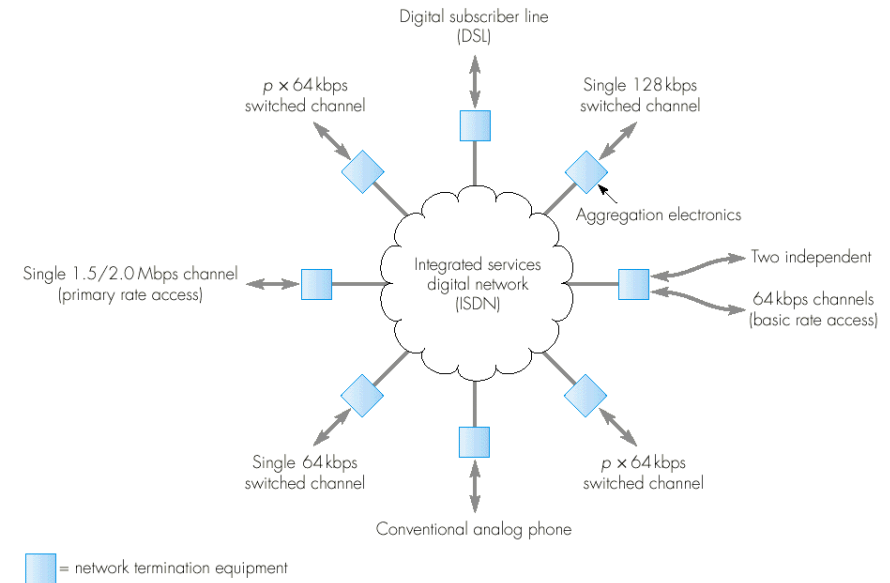 Digital subscriber line
(DSL)
p × 64 kbps
switched channel
Single 128 kbps
switched channel
Aggregation electronics
Single 1.5/2.0 Mbps channel
(primary rate access)
Integrated services
digital network
(ISDN)
Two independent
64 kbps channels
(basic rate access)
Single 64 kbps
switched channel
p × 64 kbps
switched channel
Conventional analog phone
= network termination equipment